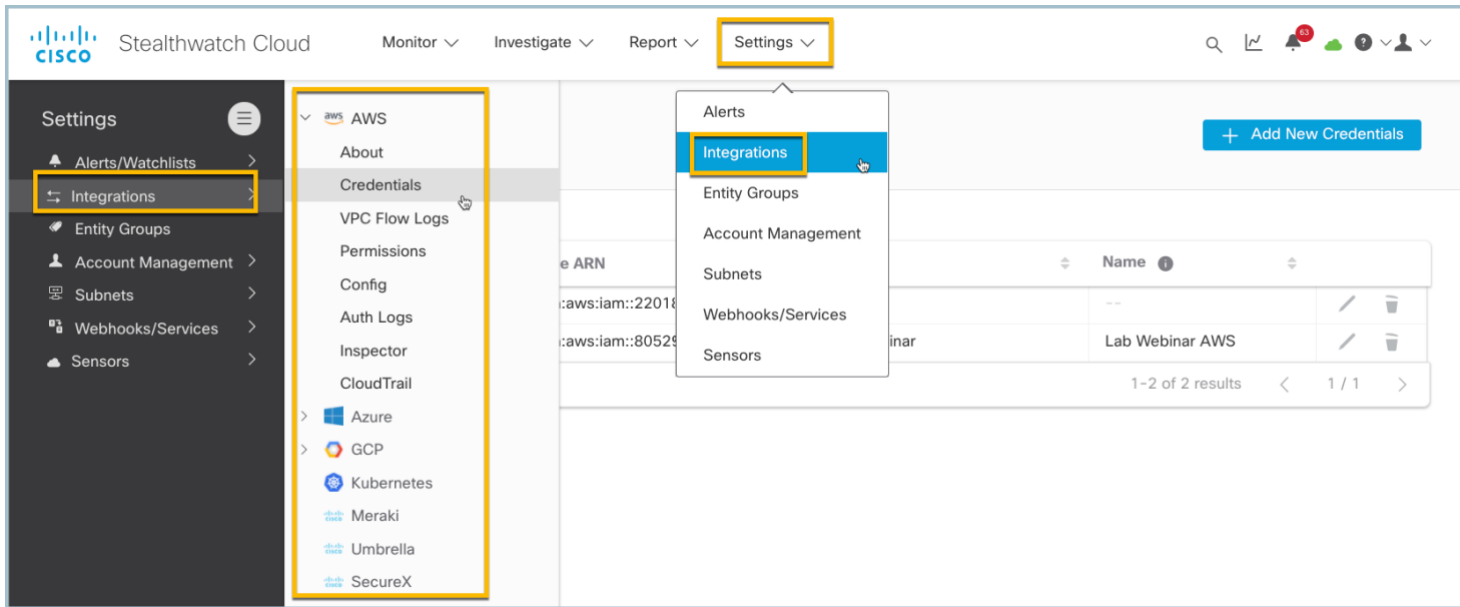 CISCO
Stealthwatch Cloud
Monitor
Investigate
Report
Settings
63
?
Settings
Alerts/Watchlists
Integrations
Entity Groups
Account Management
Subnets
Webhooks/Services
Sensors
aws AWS
About
Credentials
VPC Flow Logs
Permissions
Config
Auth Logs
Inspector
CloudTrail
Azure
GCP
Kubernetes
CISCO Meraki
CISCO Umbrella
CISCO SecureX
Alerts
Integrations
Entity Groups
Account Management
Subnets
Webhooks/Services
Sensors
+ Add New Credentials
e ARN
Name i
:aws:iam::22018
--
:aws:iam::80529
inar
Lab Webinar AWS
1-2 of 2 results
< 1 / 1 >